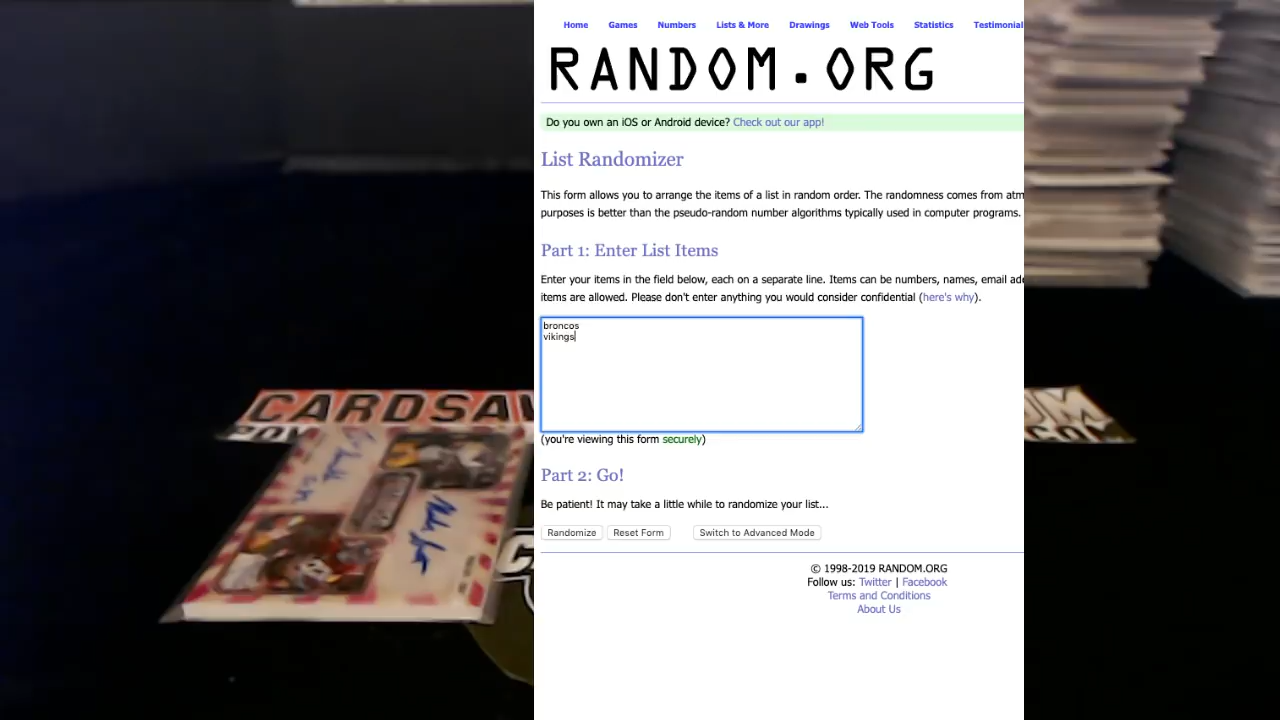 Home Games Numbers Lists & More Drawings Web Tools Statistics Testimonial
RANDOM.ORG
Do you own an iOS or Android device? Check out our app!
List Randomizer
This form allows you to arrange the items of a list in random order. The randomness comes from atm
purposes is better than the pseudo-random number algorithms typically used in computer programs.
Part 1: Enter List Items
Enter your items in the field below, each on a separate line. Items can be numbers, names, email ad
items are allowed. Please don't enter anything you would consider confidential (here's why).
broncos
vikings
(you're viewing this form securely)
Part 2: Go!
Be patient! It may take a little while to randomize your list...
Randomize Reset Form Switch to Advanced Mode
© 1998-2019 RANDOM.ORG
Follow us: Twitter | Facebook
Terms and Conditions
About Us
CARDSA